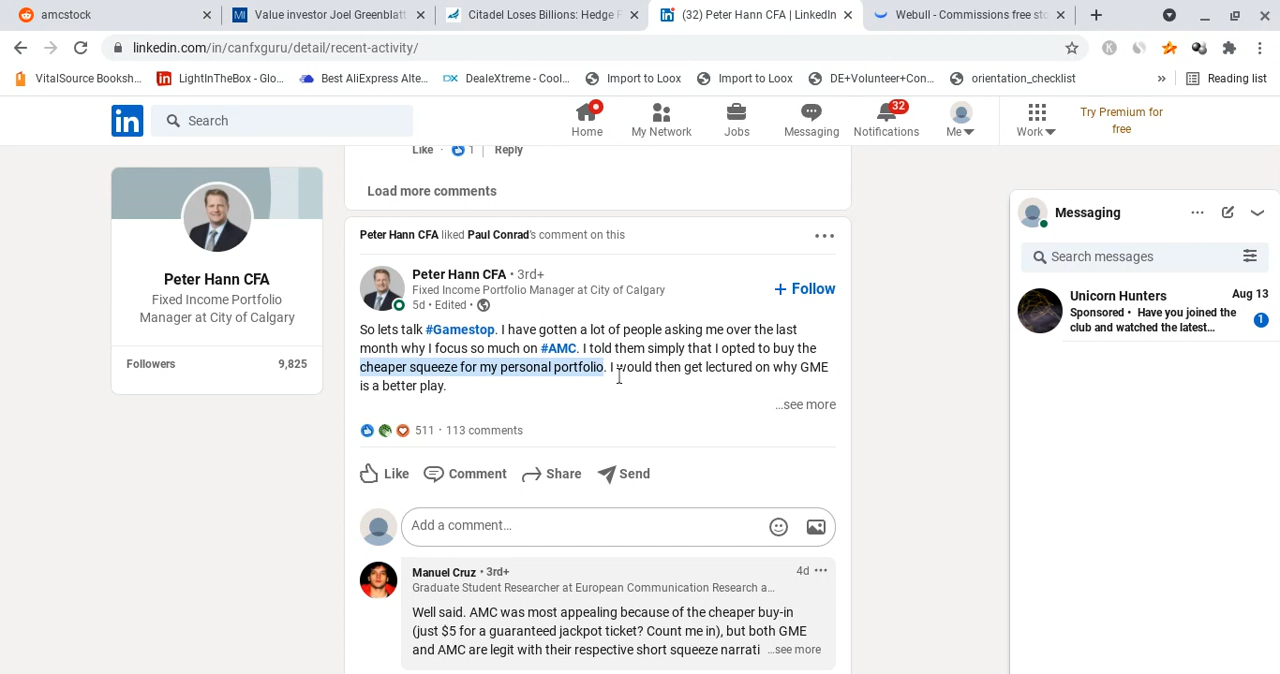 amcstock
Value investor Joel Greenblatt
Citadel Loses Billions: Hedge F
(32) Peter Hann CFA | LinkedIn
Webull - Commissions free sto
linkedin.com/in/canfxguru/detail/recent-activity/
VitalSource Booksh...
LightInTheBox - Glo...
Best AliExpress Alte...
DealeXtreme - Cool...
Import to Loox
Import to Loox
DE+Volunteer+Con...
orientation_checklist
»
Reading list
in
Search
Home
My Network
Jobs
Messaging
32
Notifications
Me
Work
Try Premium for
free
Like · 1 | Reply
Load more comments
Peter Hann CFA
Fixed Income Portfolio
Manager at City of Calgary
Followers 9,825
Peter Hann CFA liked Paul Conrad's comment on this
Peter Hann CFA • 3rd+
Fixed Income Portfolio Manager at City of Calgary
5d • Edited •
+ Follow
So lets talk #Gamestop. I have gotten a lot of people asking me over the last
month why I focus so much on #AMC. I told them simply that I opted to buy the
cheaper squeeze for my personal portfolio. I would then get lectured on why GME
is a better play.
...see more
511 · 113 comments
Like
Comment
Share
Send
Add a comment...
Manuel Cruz • 3rd+
4d
Graduate Student Researcher at European Communication Research a...
Well said. AMC was most appealing because of the cheaper buy-in
(just $5 for a guaranteed jackpot ticket? Count me in), but both GME
and AMC are legit with their respective short squeeze narrati ...see more
Messaging
Search messages
Unicorn Hunters
Aug 13
Sponsored • Have you joined the
club and watched the latest...
1